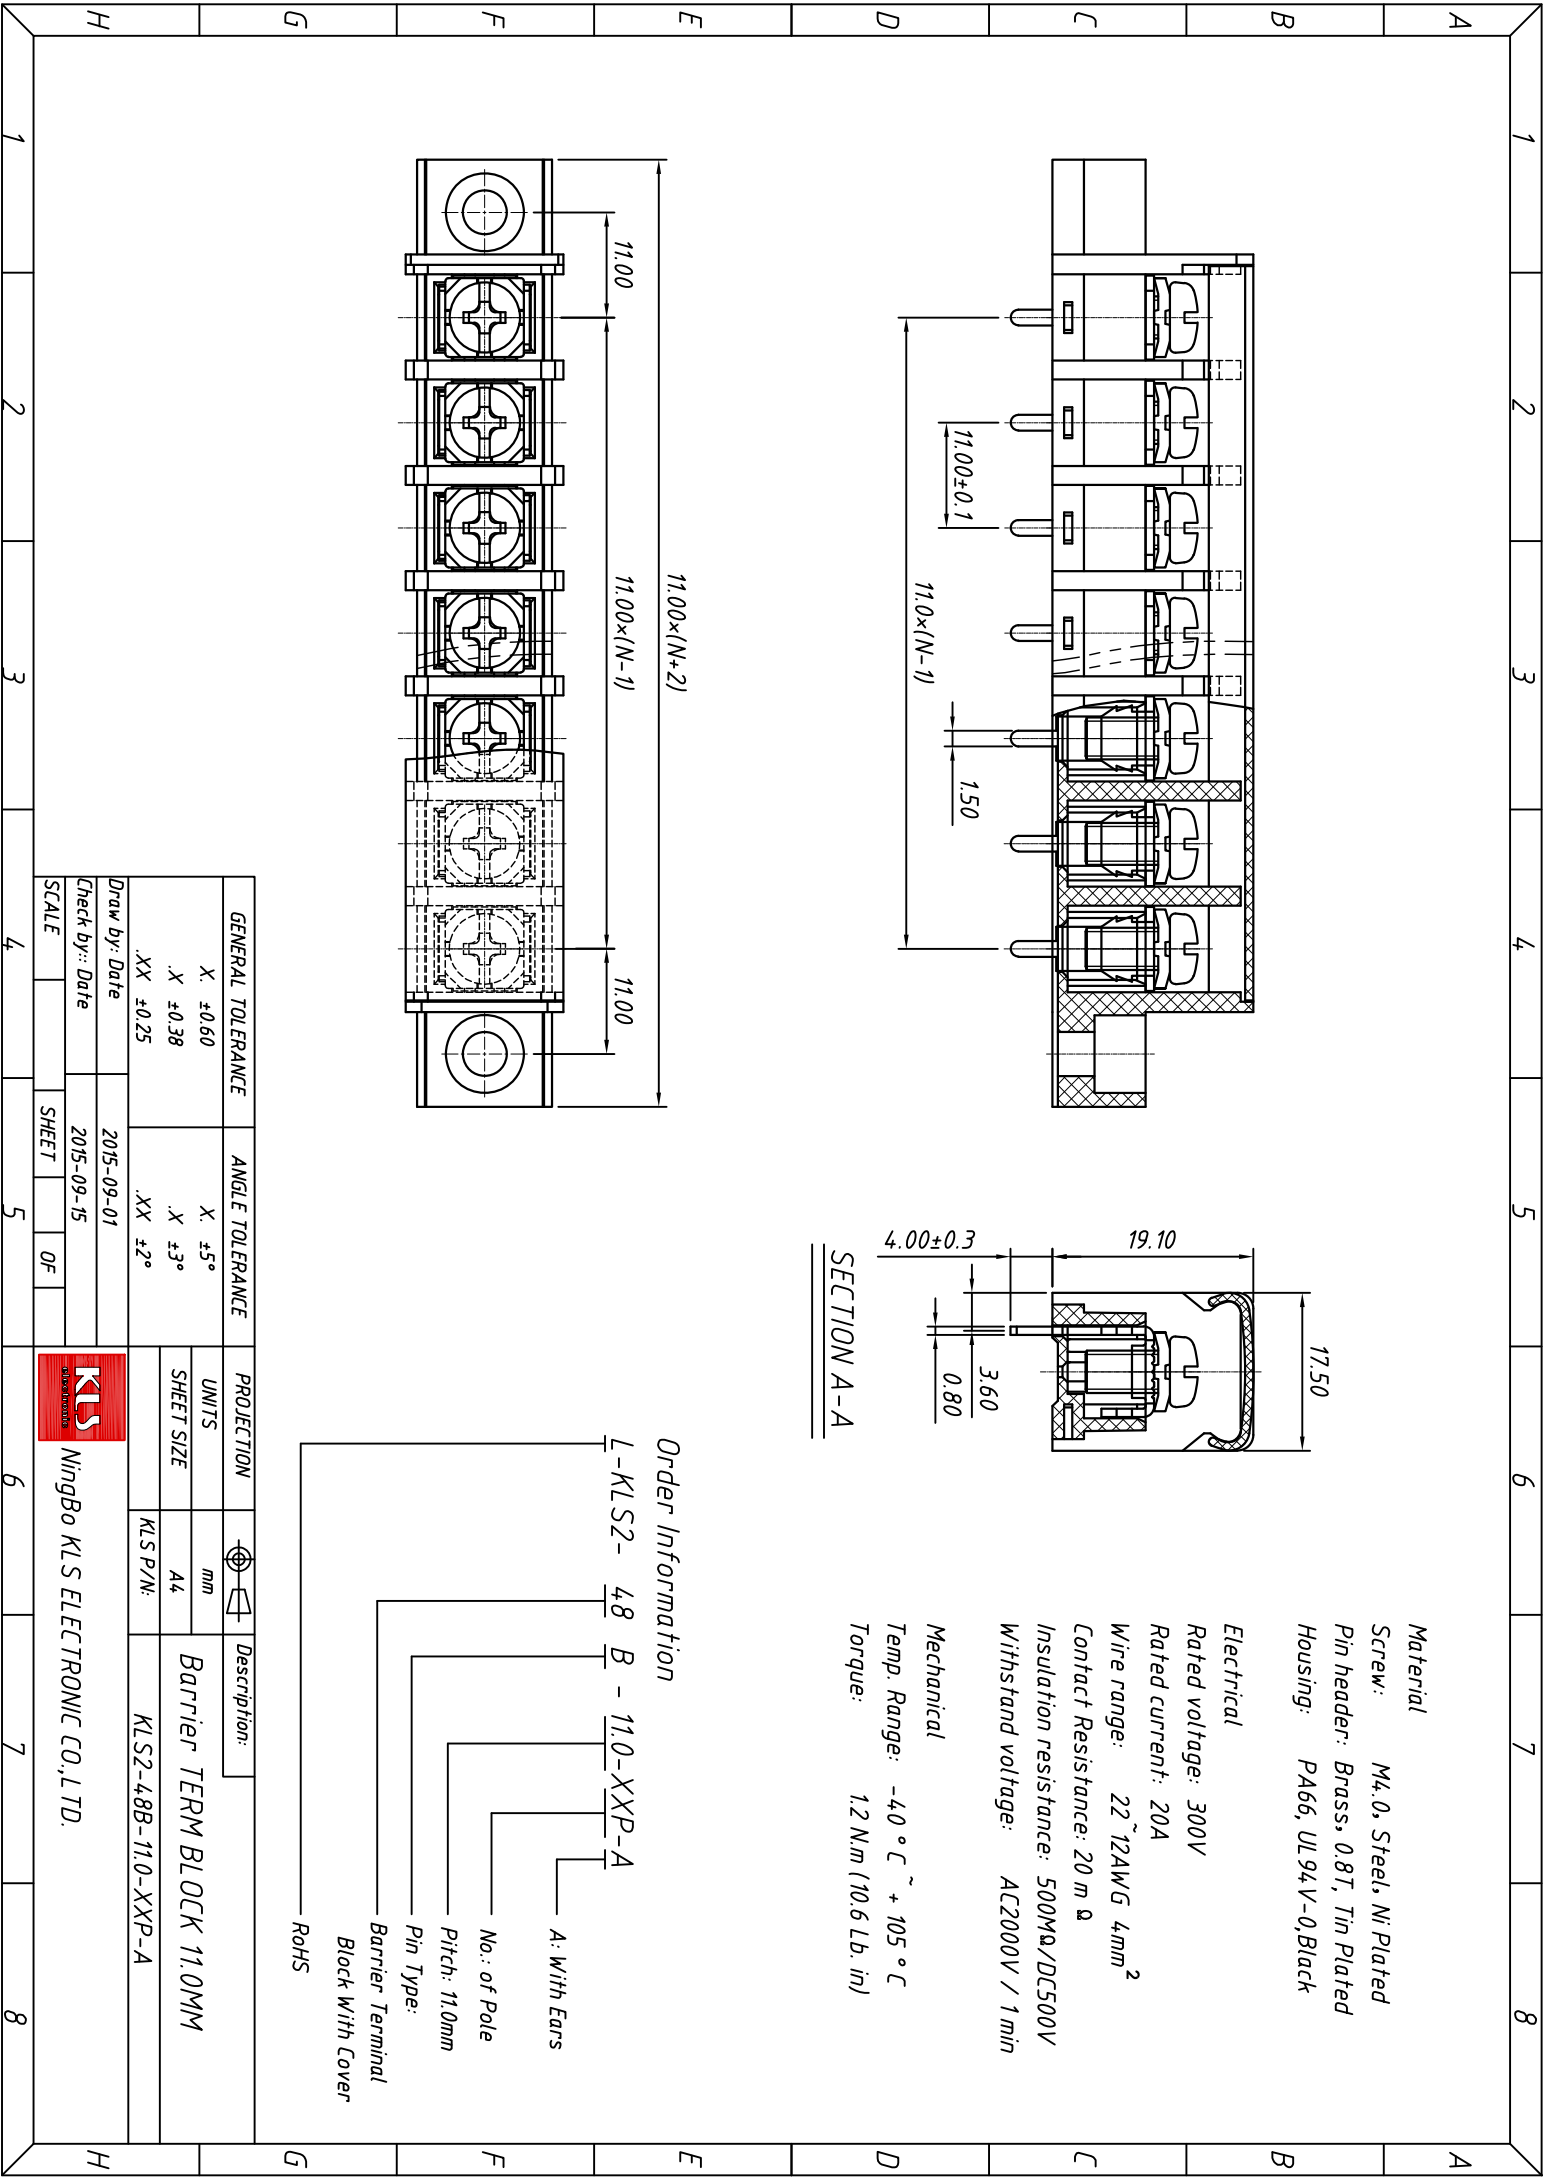 1 2 3 4 5 6 7 8
A
B
C
D
E
F
G
H
A
B
C
D
E
F
G
H
11.00±0.1
11.0×(N-1)
1.50
11.00×(N+2)
11.00
11.00×(N-1)
11.00
19.10
4.00±0.3
17.50
3.60
0.80
SECTION A-A
Material
Screw: M4.0, Steel, Ni Plated
Pin header: Brass, 0.8T, Tin Plated
Housing: PA66, UL94V-0,Black
Electrical
Rated voltage: 300V
Rated current: 20A
Wire range: 22~12AWG 4mm²
Contact Resistance: 20 m Ω
Insulation resistance: 500MΩ/DC500V
Withstand voltage: AC2000V / 1 min
Mechanical
Temp. Range: -40 °C ~ + 105 °C
Torque: 1.2 N.m (10.6 Lb. in)
Order Information
L-KLS2- 48 B - 11.0-XXP-A
A: With Ears
No.: of Pole
Pitch: 11.0mm
Pin Type:
Barrier Terminal
Block With Cover
RoHS
GENERAL TOLERANCE
X. ±0.60
.X ±0.38
.XX ±0.25
ANGLE TOLERANCE
X. ±5°
.X ±3°
.XX ±2°
PROJECTION
UNITS mm
SHEET SIZE A4
Description:
Barrier TERM BLOCK 11.0MM
KLS P/N: KLS2-48B-11.0-XXP-A
Draw by: Date 2015-09-01
Check by:: Date 2015-09-15
SCALE SHEET OF
KLS
electronic
NingBo KLS ELECTRONIC CO.,LTD.
1 2 3 4 5 6 7 8